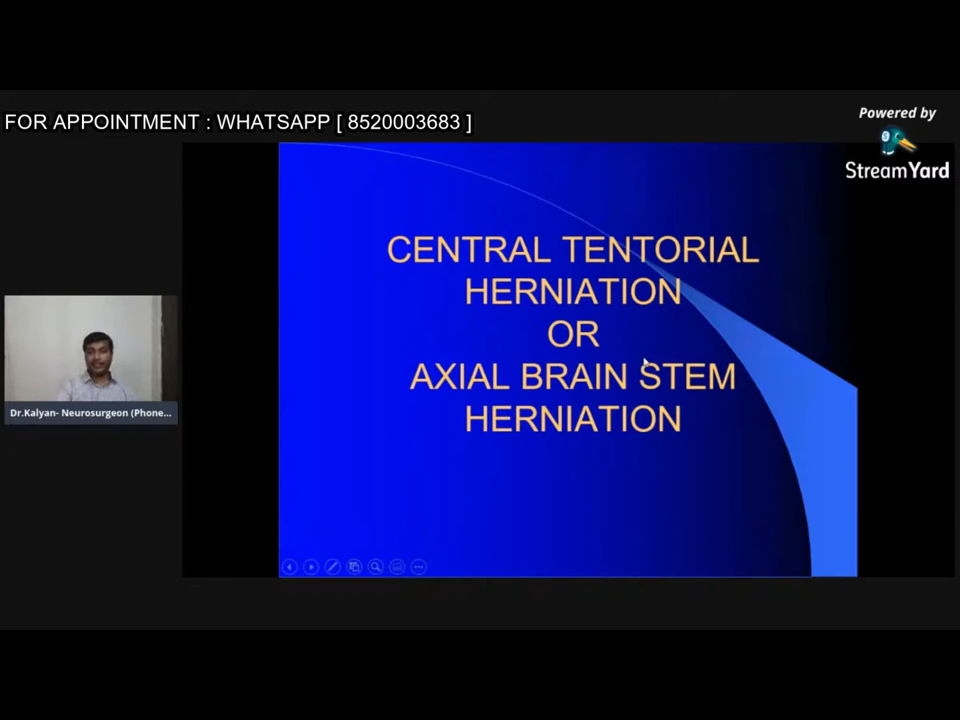 FOR APPOINTMENT : WHATSAPP [ 8520003683 ]
Powered by
StreamYard
CENTRAL TENTORIAL
HERNIATION
OR
AXIAL BRAIN STEM
HERNIATION
Dr.Kalyan- Neurosurgeon (Phone...